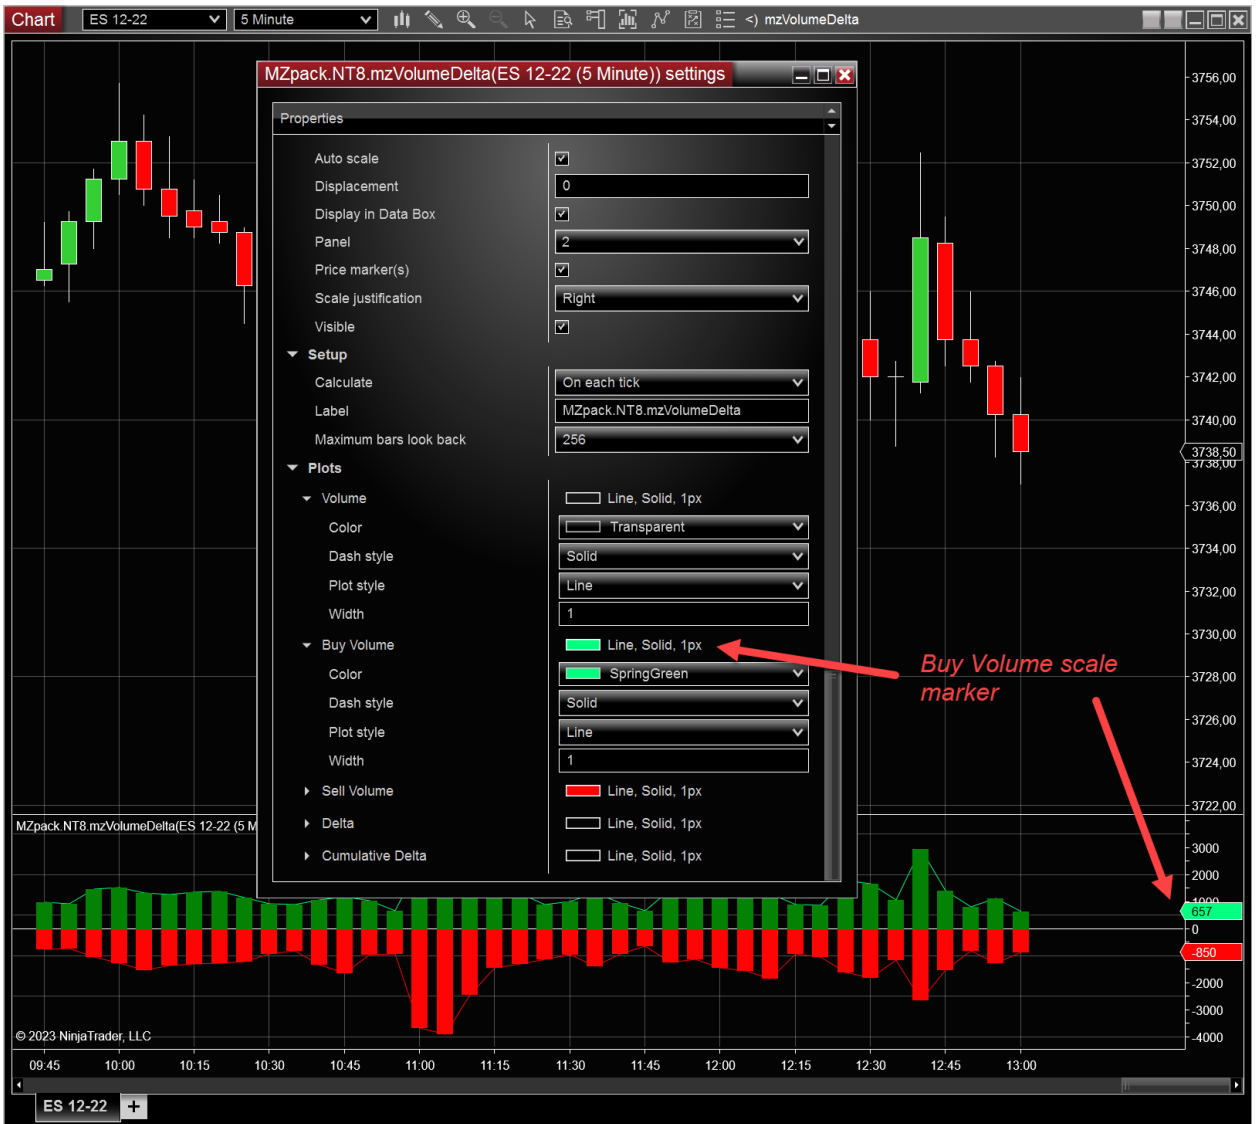 Chart ES 12-22 5 Minute <) mzVolumeDelta
MZpack.NT8.mzVolumeDelta(ES 12-22 (5 Minute)) settings
Properties
Auto scale
Displacement 0
Display in Data Box
Panel 2
Price marker(s)
Scale justification Right
Visible
Setup
Calculate On each tick
Label MZpack.NT8.mzVolumeDelta
Maximum bars look back 256
Plots
Volume Line, Solid, 1px
Color Transparent
Dash style Solid
Plot style Line
Width 1
Buy Volume Line, Solid, 1px
Color SpringGreen
Dash style Solid
Plot style Line
Width 1
Sell Volume Line, Solid, 1px
Delta Line, Solid, 1px
Cumulative Delta Line, Solid, 1px
Buy Volume scale
marker
3756,00
3754,00
3752,00
3750,00
3748,00
3746,00
3744,00
3742,00
3740,00
3738,50
3738,00
3736,00
3734,00
3732,00
3730,00
3728,00
3726,00
3724,00
3722,00
MZpack.NT8.mzVolumeDelta(ES 12-22 (5 M
3000
2000
1000
657
0
-850
-2000
-3000
-4000
© 2023 NinjaTrader, LLC
09:45 10:00 10:15 10:30 10:45 11:00 11:15 11:30 11:45 12:00 12:15 12:30 12:45 13:00
ES 12-22 +